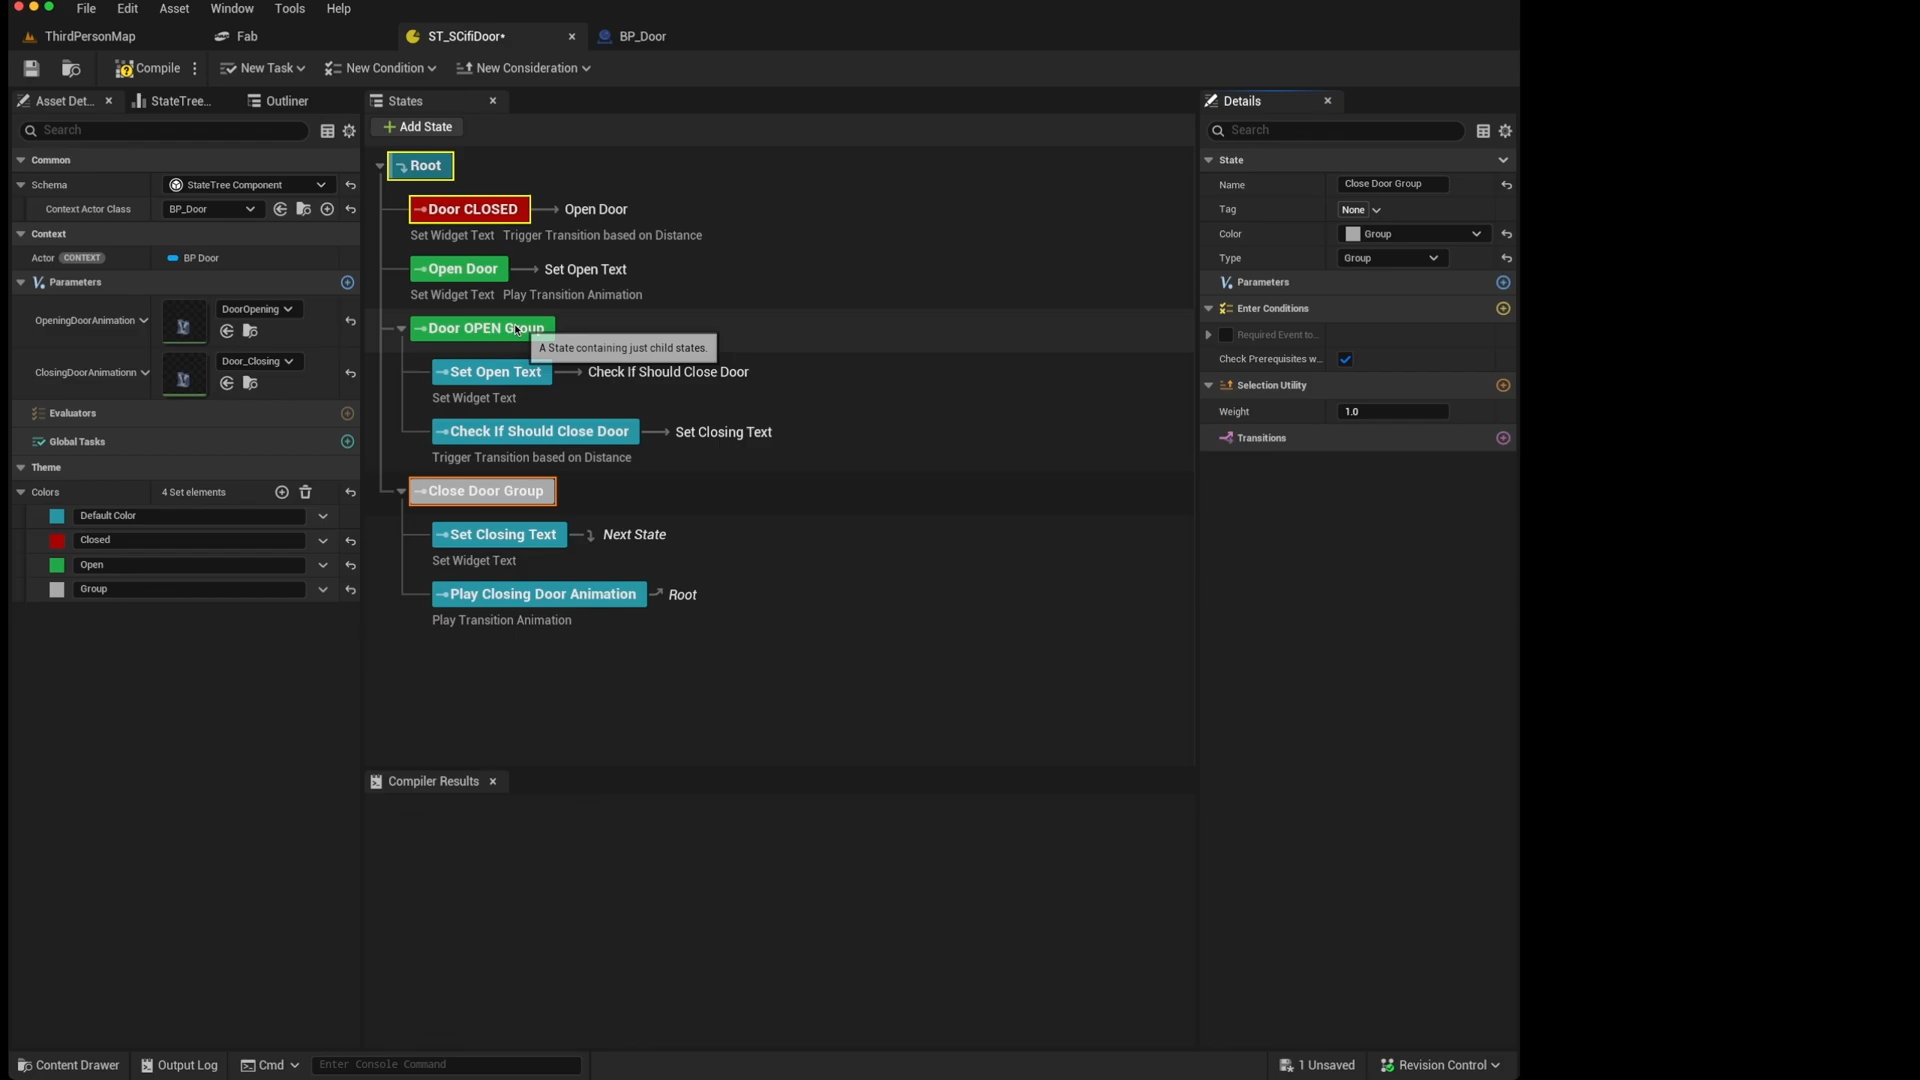 File Edit Asset Window Tools Help
ThirdPersonMap Fab ST_SCifiDoor* BP_Door
Compile New Task New Condition New Consideration
Asset Det... StateTree... Outliner States Details
Search Add State Search
Common Root State
Schema StateTree Component Name Close Door Group
Context Actor Class BP_Door Door CLOSED Open Door Tag None
Context Set Widget Text Trigger Transition based on Distance Color Group
Actor CONTEXT BP Door Open Door Set Open Text Type Group
Parameters Set Widget Text Play Transition Animation Parameters
OpeningDoorAnimation DoorOpening Door OPEN Group Enter Conditions
A State containing just child states. Required Event to...
ClosingDoorAnimationn Door_Closing Set Open Text Check If Should Close Door Check Prerequisites w...
Set Widget Text Selection Utility
Evaluators Weight 1.0
Global Tasks Check If Should Close Door Set Closing Text Transitions
Theme Trigger Transition based on Distance
Colors 4 Set elements Close Door Group
Default Color
Closed Set Closing Text Next State
Open Set Widget Text
Group Play Closing Door Animation Root
Play Transition Animation
Compiler Results
Content Drawer Output Log Cmd Enter Console Command 1 Unsaved Revision Control